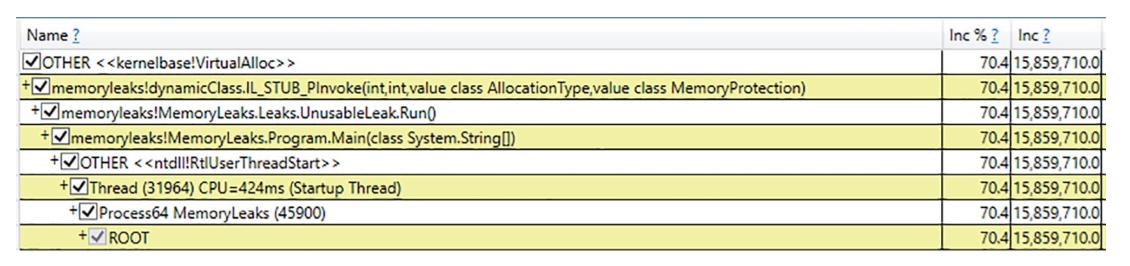 Name ? Inc % ? Inc ?
OTHER <<kernelbase!VirtualAlloc>> 70.4 15,859,710.0
+ memoryleaks!dynamicClass.IL_STUB_PInvoke(int,int,value class AllocationType,value class MemoryProtection) 70.4 15,859,710.0
+ memoryleaks!MemoryLeaks.Leaks.UnusableLeak.Run() 70.4 15,859,710.0
+ memoryleaks!MemoryLeaks.Program.Main(class System.String[]) 70.4 15,859,710.0
+ OTHER <<ntdll!RtlUserThreadStart>> 70.4 15,859,710.0
+ Thread (31964) CPU=424ms (Startup Thread) 70.4 15,859,710.0
+ Process64 MemoryLeaks (45900) 70.4 15,859,710.0
+ ROOT 70.4 15,859,710.0